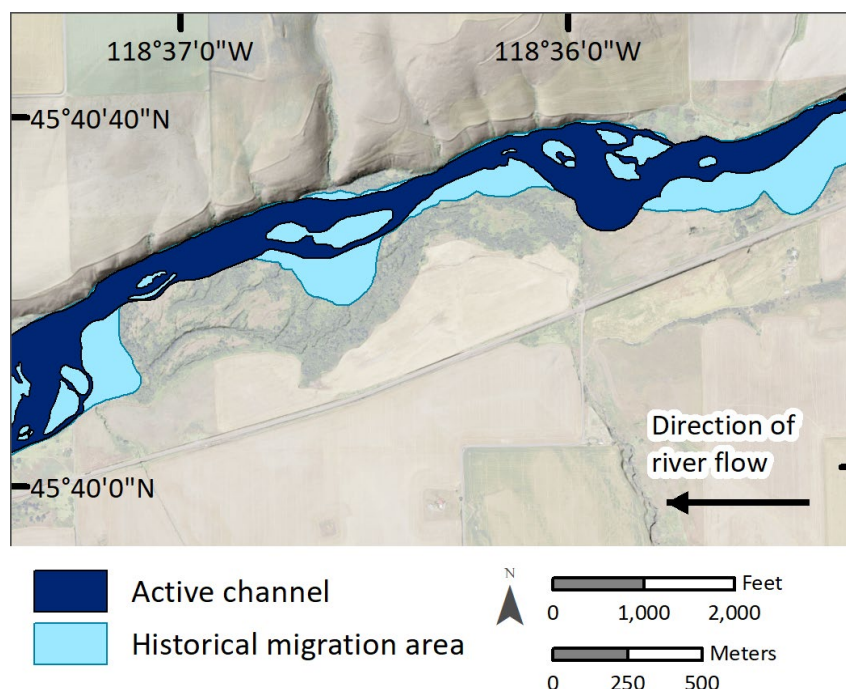 118°37'0"W
118°36'0"W
45°40'40"N
45°40'0"N
Direction of
river flow
Active channel
Historical migration area
N
Feet
0 1,000 2,000
Meters
0 250 500